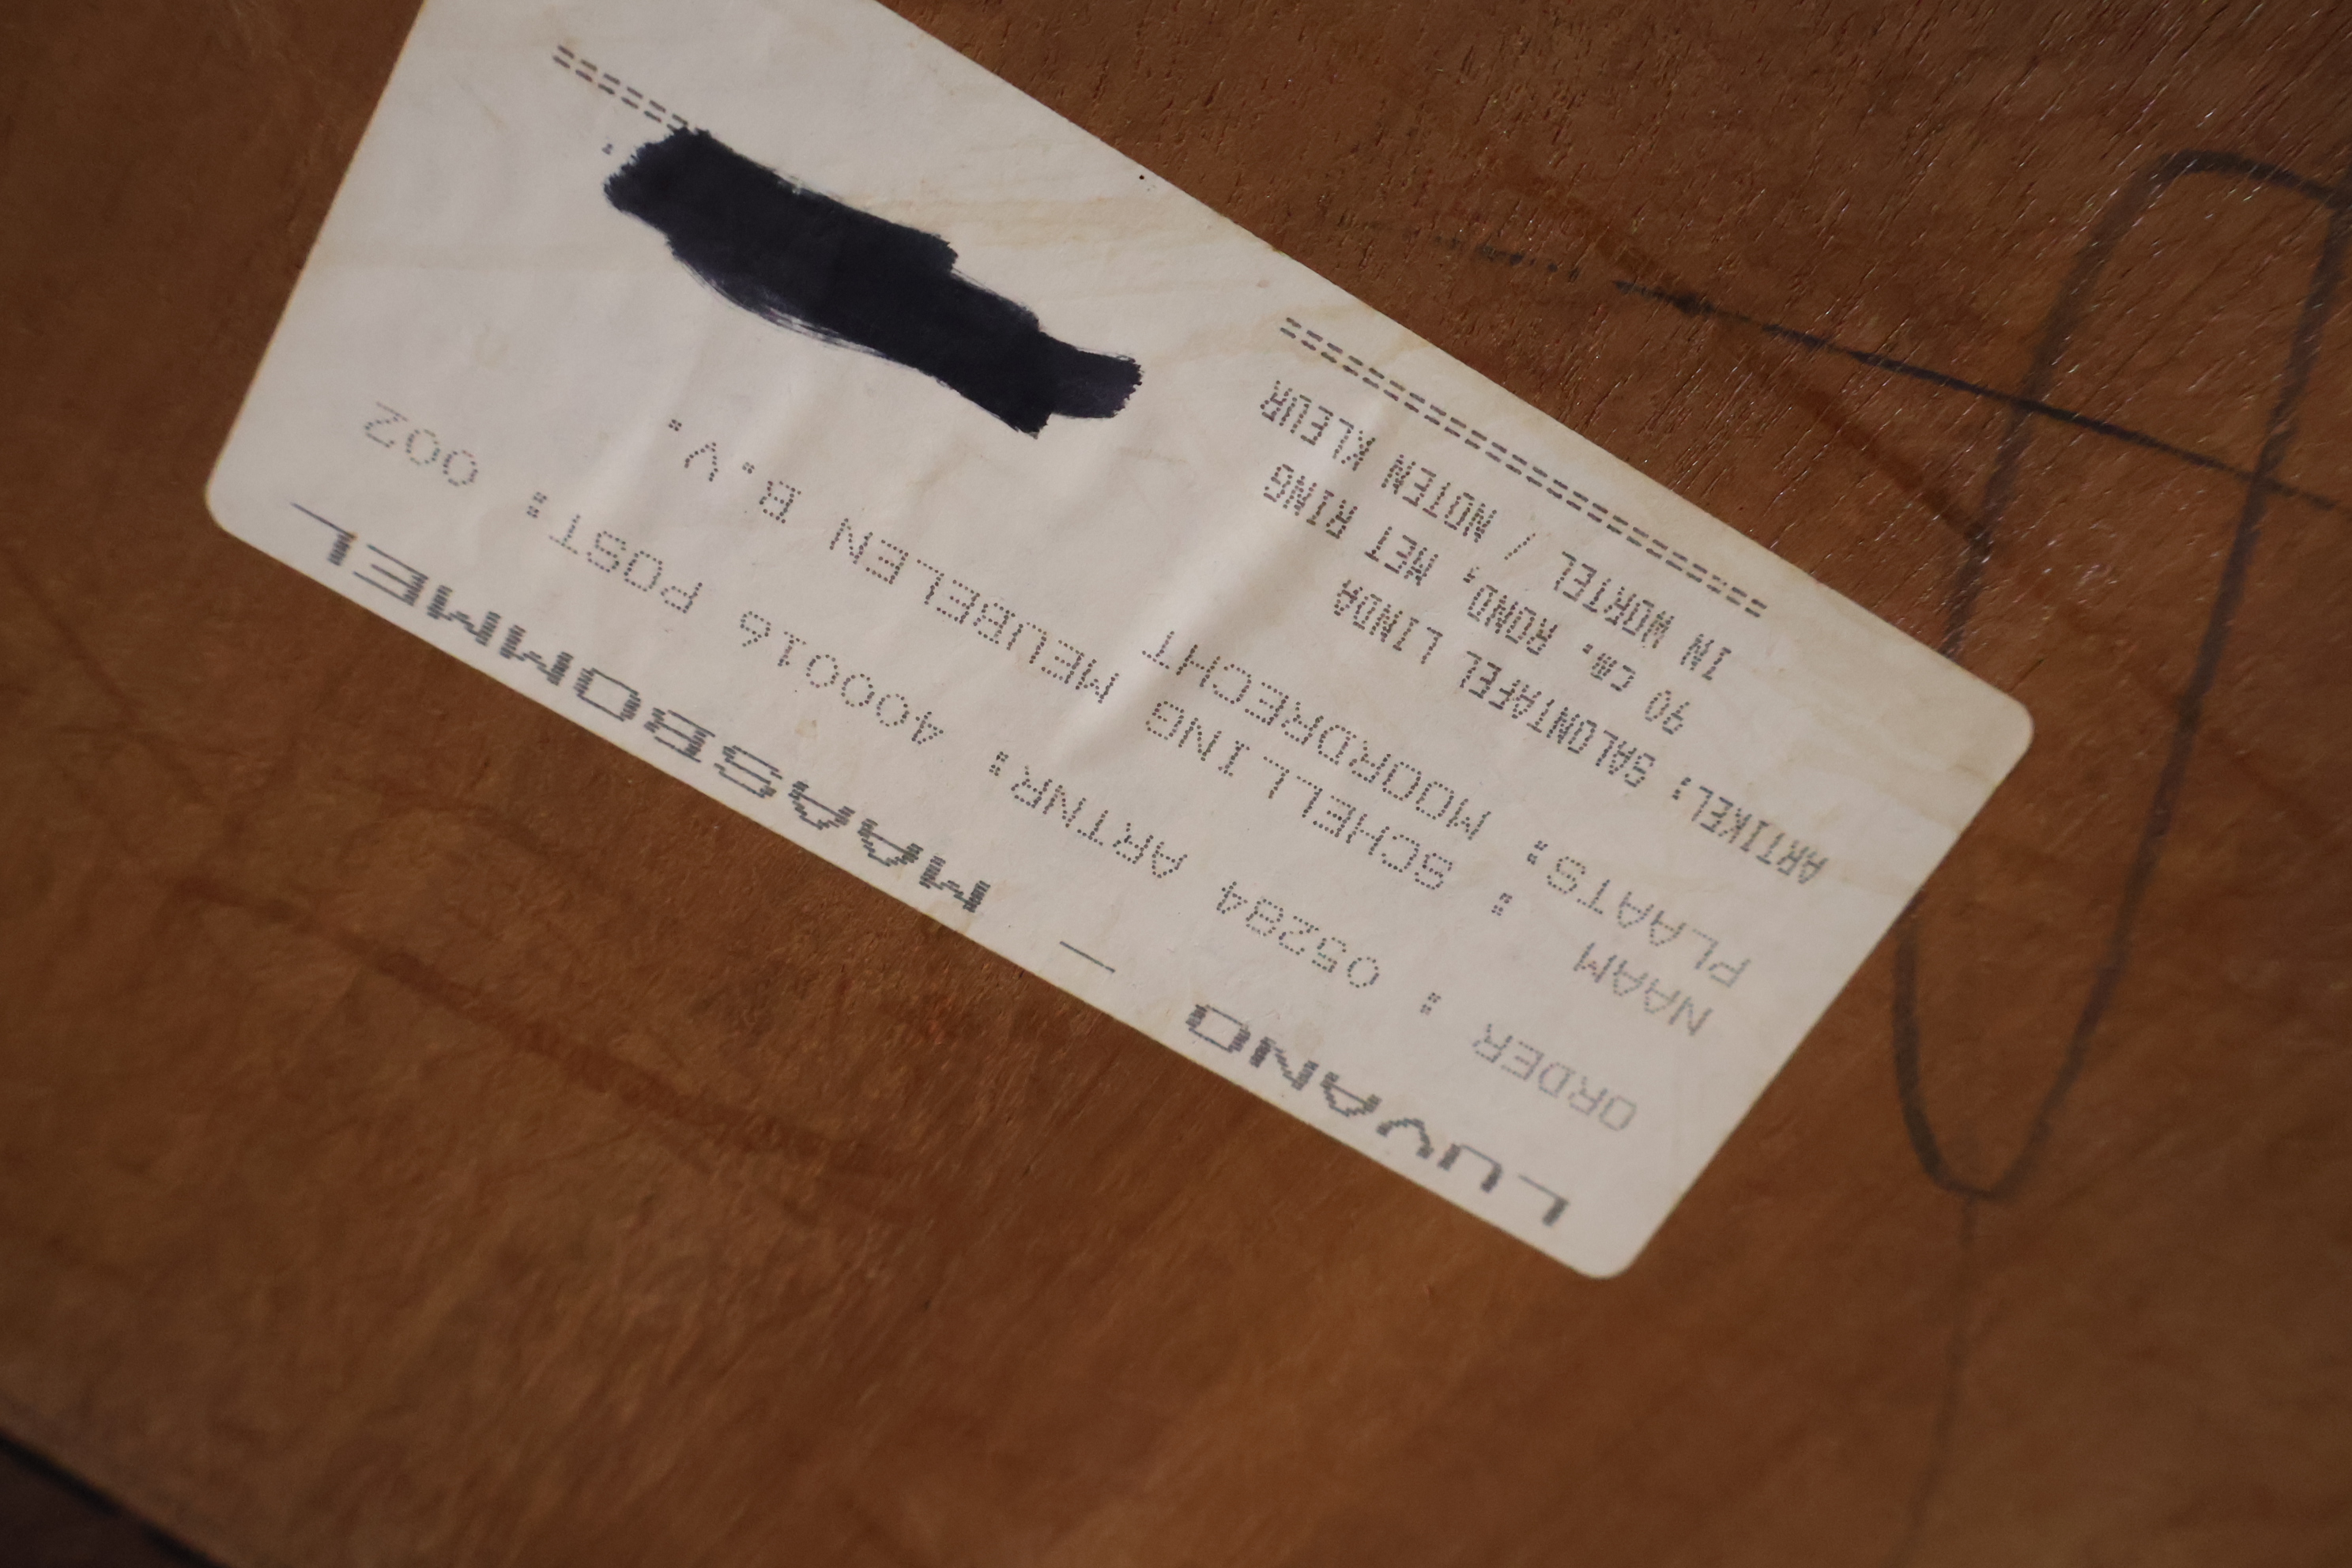 LUVANO — MAASBOMMEL
ORDER : 05284 ARTNR: 4000016 POST: 002
NAAM : SCHELLING MEUBELEN B.V.
PLAATS: MOORDRECHT
ARTIKEL: SALONTAFEL LINDA
90 CM. ROND, MET RING
IN WORTEL / NOTEN KLEUR